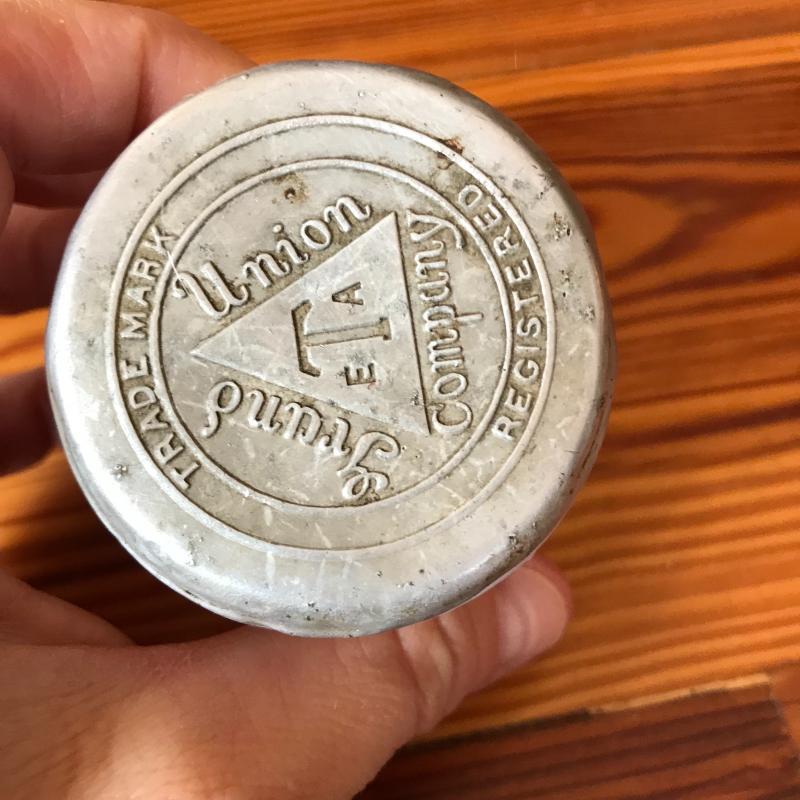 TRADE MARK
REGISTERED
Grand
Union
Company
E T A